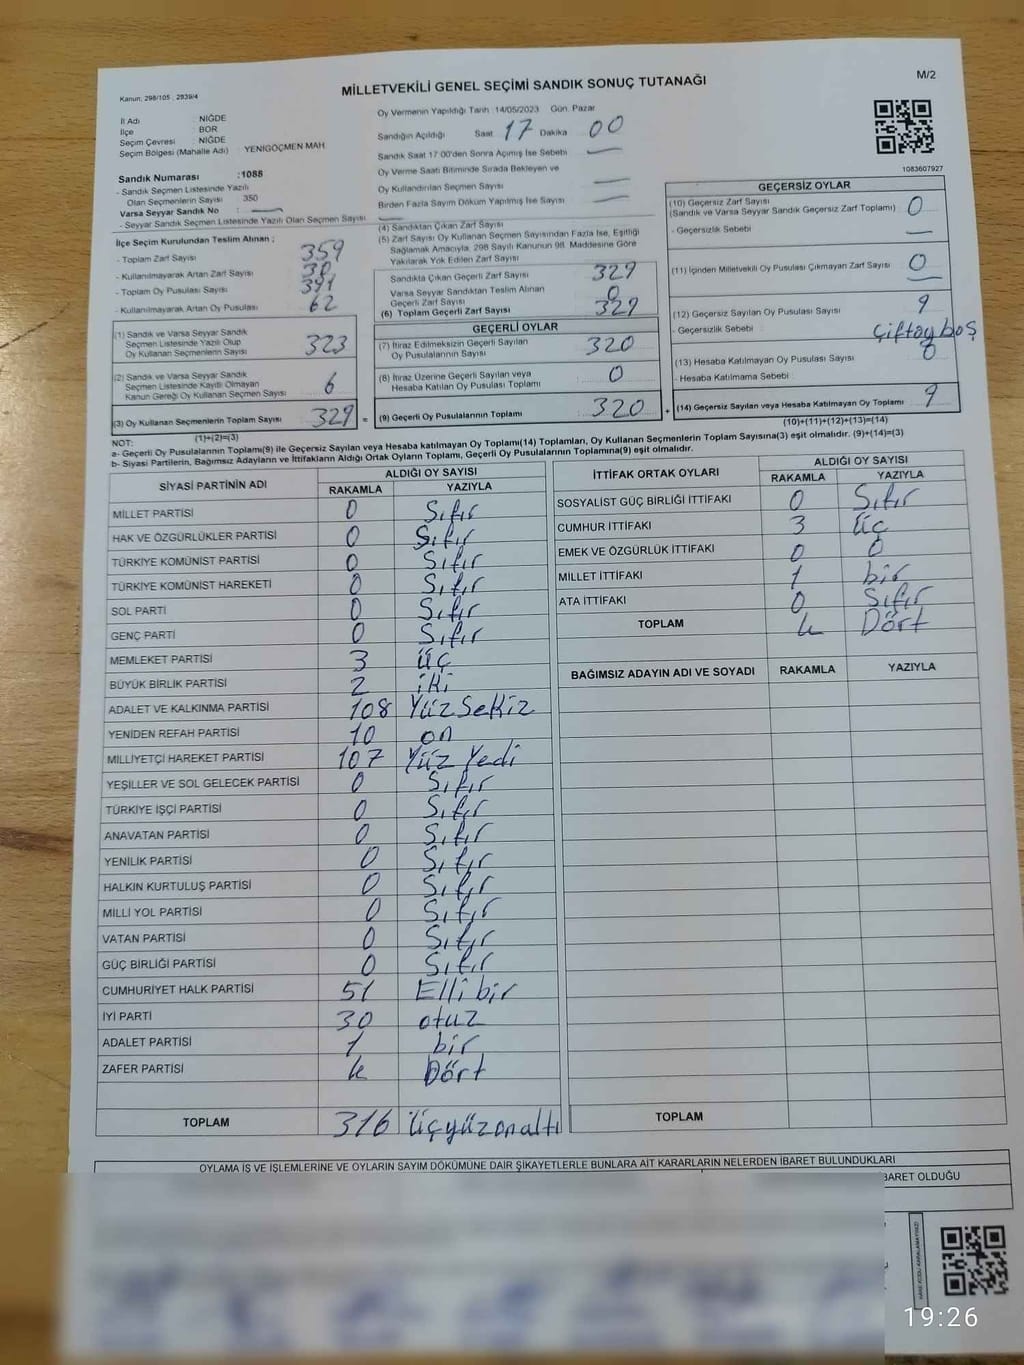 Kanun; 298/105 ; 2839/4
MİLLETVEKİLİ GENEL SEÇİMİ SANDIK SONUÇ TUTANAĞI
M/2
İl Adı : NİĞDE
İlçe : BOR
Seçim Çevresi : NİĞDE
Seçim Bölgesi (Mahalle Adı) : YENİGÖÇMEN MAH
Sandık Numarası :1088
- Sandık Seçmen Listesinde Yazılı
Olan Seçmenlerin Sayısı 350
Varsa Seyyar Sandık No : —
- Seyyar Sandık Seçmen Listesinde Yazılı Olan Seçmen Sayısı —
Oy Vermenin Yapıldığı Tarih :14/05/2023 Gün: Pazar
Sandığın Açıldığı Saat 17 Dakika 00
Sandık Saat 17:00'den Sonra Açılmış İse Sebebi —
Oy Verme Saati Bitiminde Sırada Bekleyen ve
Oy Kullandırılan Seçmen Sayısı —
Birden Fazla Sayım Döküm Yapılmış İse Sayısı —
1083607927
İlçe Seçim Kurulundan Teslim Alınan ;
- Toplam Zarf Sayısı 359
- Kullanılmayarak Artan Zarf Sayısı 30
- Toplam Oy Pusulası Sayısı 391
- Kullanılmayarak Artan Oy Pusulası 62
(1) Sandık ve Varsa Seyyar Sandık
Seçmen Listesinde Yazılı Olup
Oy Kullanan Seçmenlerin Sayısı 323
(2) Sandık ve Varsa Seyyar Sandık
Seçmen Listesinde Kayıtlı Olmayan
Kanun Gereği Oy Kullanan Seçmen Sayısı 6
(3) Oy Kullanan Seçmenlerin Toplam Sayısı 329 =
(1)+(2)=(3)
(4) Sandıktan Çıkan Zarf Sayısı
(5) Zarf Sayısı Oy Kullanan Seçmen Sayısından Fazla İse, Eşitliği
Sağlamak Amacıyla, 298 Sayılı Kanunun 98. Maddesine Göre
Yakılarak Yok Edilen Zarf Sayısı
Sandıkta Çıkan Geçerli Zarf Sayısı 329
Varsa Seyyar Sandıktan Teslim Alınan
Geçerli Zarf Sayısı 0
(6) Toplam Geçerli Zarf Sayısı 329
GEÇERLİ OYLAR
(7) İtiraz Edilmeksizin Geçerli Sayılan
Oy Pusulalarının Sayısı 320
(8) İtiraz Üzerine Geçerli Sayılan veya
Hesaba Katılan Oy Pusulası Toplamı 0
(9) Geçerli Oy Pusulalarının Toplamı 320 +
GEÇERSİZ OYLAR
(10) Geçersiz Zarf Sayısı
(Sandık ve Varsa Seyyar Sandık Geçersiz Zarf Toplamı) 0
- Geçersizlik Sebebi : —
(11) İçinden Milletvekili Oy Pusulası Çıkmayan Zarf Sayısı 0
(12) Geçersiz Sayılan Oy Pusulası Sayısı 9
- Geçersizlik Sebebi : çift oy boş
(13) Hesaba Katılmayan Oy Pusulası Sayısı 0
- Hesaba Katılmama Sebebi :
(14) Geçersiz Sayılan veya Hesaba Katılmayan Oy Toplamı 9
(10)+(11)+(12)+(13)=(14)
NOT:
a- Geçerli Oy Pusulalarının Toplamı(9) ile Geçersiz Sayılan veya Hesaba katılmayan Oy Toplamı(14) Toplamları, Oy Kullanan Seçmenlerin Toplam Sayısına(3) eşit olmalıdır. (9)+(14)=(3)
b- Siyasi Partilerin, Bağımsız Adayların ve İttifakların Aldığı Ortak Oyların Toplamı, Geçerli Oy Pusulalarının Toplamına(9) eşit olmalıdır.
SİYASİ PARTİNİN ADI ALDIĞI OY SAYISI
RAKAMLA YAZIYLA
MİLLET PARTİSİ 0 Sıfır
HAK VE ÖZGÜRLÜKLER PARTİSİ 0 Sıfır
TÜRKİYE KOMÜNİST PARTİSİ 0 Sıfır
TÜRKİYE KOMÜNİST HAREKETİ 0 Sıfır
SOL PARTİ 0 Sıfır
GENÇ PARTİ 0 Sıfır
MEMLEKET PARTİSİ 3 üç
BÜYÜK BİRLİK PARTİSİ 2 iki
ADALET VE KALKINMA PARTİSİ 108 Yüz Sekiz
YENİDEN REFAH PARTİSİ 10 on
MİLLİYETÇİ HAREKET PARTİSİ 107 Yüz Yedi
YEŞİLLER VE SOL GELECEK PARTİSİ 0 Sıfır
TÜRKİYE İŞÇİ PARTİSİ 0 Sıfır
ANAVATAN PARTİSİ 0 Sıfır
YENİLİK PARTİSİ 0 Sıfır
HALKIN KURTULUŞ PARTİSİ 0 Sıfır
MİLLİ YOL PARTİSİ 0 Sıfır
VATAN PARTİSİ 0 Sıfır
GÜÇ BİRLİĞİ PARTİSİ 0 Sıfır
CUMHURİYET HALK PARTİSİ 51 Elli bir
İYİ PARTİ 30 otuz
ADALET PARTİSİ 1 bir
ZAFER PARTİSİ 4 Dört
TOPLAM 316 üçyüzonaltı
İTTİFAK ORTAK OYLARI ALDIĞI OY SAYISI
RAKAMLA YAZIYLA
SOSYALİST GÜÇ BİRLİĞİ İTTİFAKI 0 Sıfır
CUMHUR İTTİFAKI 3 üç
EMEK VE ÖZGÜRLÜK İTTİFAKI 0 0
MİLLET İTTİFAKI 1 bir
ATA İTTİFAKI 0 Sıfır
TOPLAM 4 Dört
BAĞIMSIZ ADAYIN ADI VE SOYADI RAKAMLA YAZIYLA
TOPLAM
OYLAMA İŞ VE İŞLEMLERİNE VE OYLARIN SAYIM DÖKÜMÜNE DAİR ŞİKAYETLERLE BUNLARA AİT KARARLARIN NELERDEN İBARET BULUNDUKLARI
BARET OLDUĞU
19:26